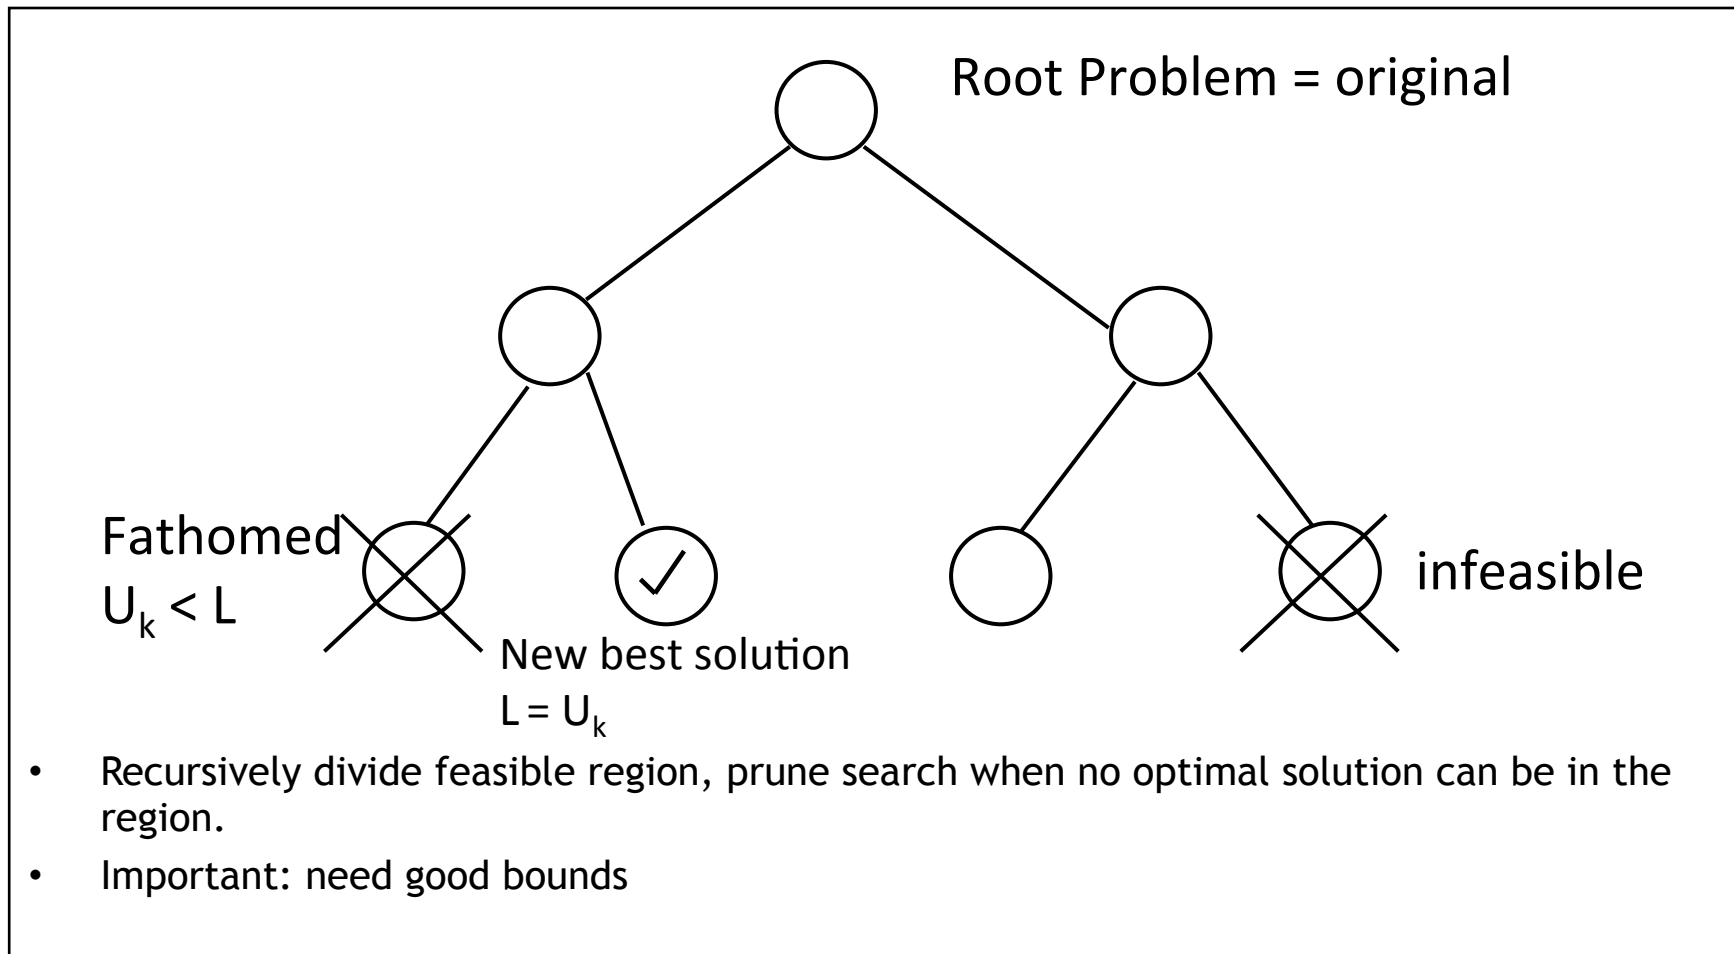 Root Problem = original
Fathomed
Uₖ < L
infeasible
New best solution
L = Uₖ
• Recursively divide feasible region, prune search when no optimal solution can be in the
region.
• Important: need good bounds